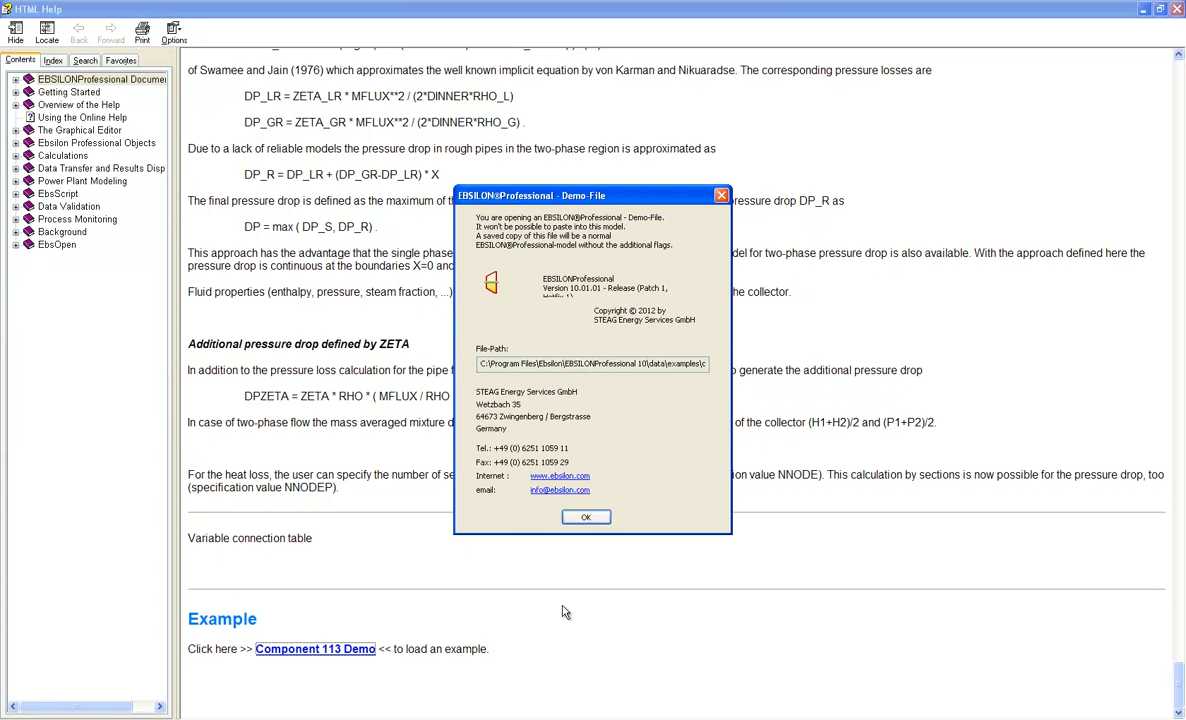 HTML Help
Hide Locate Back Forward Print Options
Contents Index Search Favorites
EBSILONProfessional Documen
Getting Started
Overview of the Help
Using the Online Help
The Graphical Editor
Ebsilon Professional Objects
Calculations
Data Transfer and Results Disp
Power Plant Modeling
EbsScript
Data Validation
Process Monitoring
Background
EbsOpen
of Swamee and Jain (1976) which approximates the well known implicit equation by von Karman and Nikuaradse. The corresponding pressure losses are
DP_LR = ZETA_LR * MFLUX**2 / (2*DINNER*RHO_L)
DP_GR = ZETA_GR * MFLUX**2 / (2*DINNER*RHO_G) .
Due to a lack of reliable models the pressure drop in rough pipes in the two-phase region is approximated as
DP_R = DP_LR + (DP_GR-DP_LR) * X
The final pressure drop is defined as the maximum of th
ressure drop DP_R as
DP = max ( DP_S, DP_R) .
This approach has the advantage that the single phase
del for two-phase pressure drop is also available. With the approach defined here the
pressure drop is continuous at the boundaries X=0 and
Fluid properties (enthalpy, pressure, steam fraction, ...)
he collector.
Additional pressure drop defined by ZETA
In addition to the pressure loss calculation for the pipe f
o generate the additional pressure drop
DPZETA = ZETA * RHO * ( MFLUX / RHO
In case of two-phase flow the mass averaged mixture d
of the collector (H1+H2)/2 and (P1+P2)/2.
For the heat loss, the user can specify the number of se
ion value NNODE). This calculation by sections is now possible for the pressure drop, too
(specification value NNODEP).
Variable connection table
Example
Click here >> Component 113 Demo << to load an example.
EBSILON®Professional - Demo-File
You are opening an EBSILON®Professional - Demo-File.
It won't be possible to paste into this model.
A saved copy of this file will be a normal
EBSILON®Professional-model without the additional flags.
EBSILONProfessional
Version 10.01.01 - Release (Patch 1,
Copyright © 2012 by
STEAG Energy Services GmbH
File-Path:
C:\Program Files\Ebsilon\EBSILONProfessional 10\data\examples\c
STEAG Energy Services GmbH
Wetzbach 35
64673 Zwingenberg / Bergstrasse
Germany
Tel.: +49 (0) 6251 1059 11
Fax: +49 (0) 6251 1059 29
Internet : www.ebsilon.com
email: info@ebsilon.com
OK